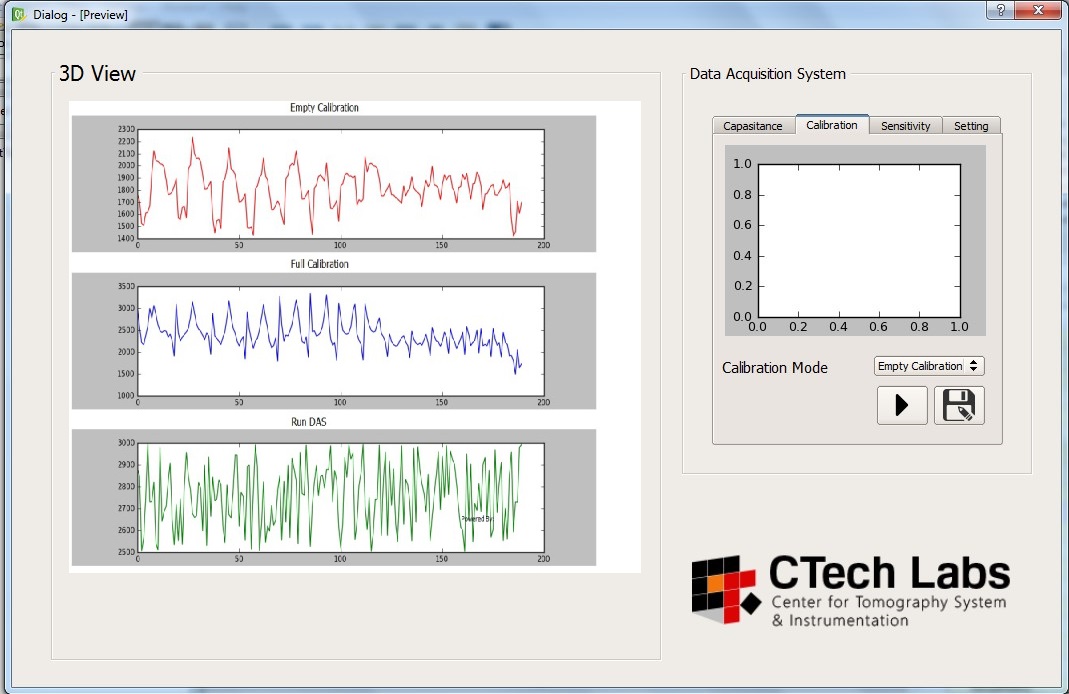 Dialog - [Preview]
?
3D View
Empty Calibration
2300
2200
2100
2000
1900
1800
1700
1600
1500
1400
0 50 100 150 200
Full Calibration
3500
3000
2500
2000
1500
1000
0 50 100 150 200
Run DAS
3000
2900
2800
2700
2600
2500
0 50 100 150 200
Powered By:
Data Acquisition System
Capasitance Calibration Sensitivity Setting
1.0
0.8
0.6
0.4
0.2
0.0
0.0 0.2 0.4 0.6 0.8 1.0
Calibration Mode
Empty Calibration
CTech Labs
Center for Tomography System
& Instrumentation